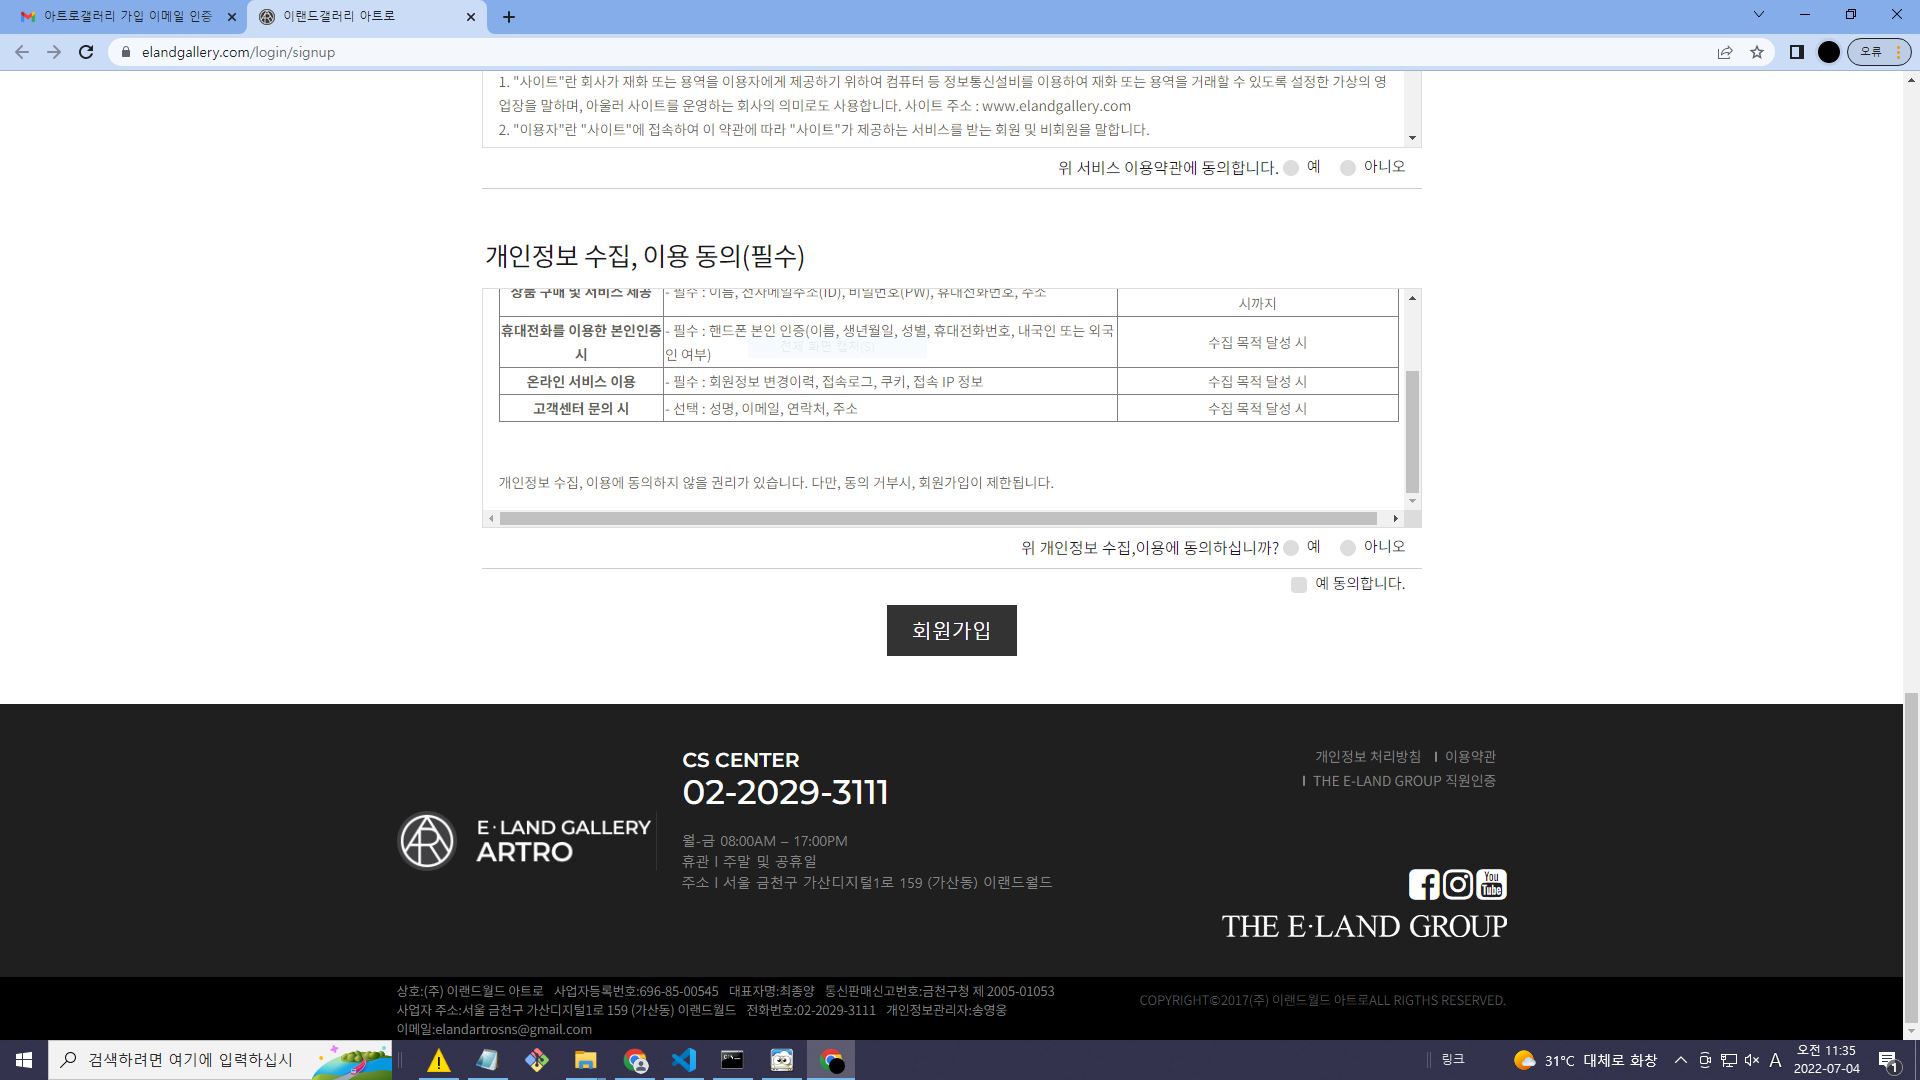 아트로갤러리 가입 이메일 인증
이랜드갤러리 아트로
elandgallery.com/login/signup
오류
1. "사이트"란 회사가 재화 또는 용역을 이용자에게 제공하기 위하여 컴퓨터 등 정보통신설비를 이용하여 재화 또는 용역을 거래할 수 있도록 설정한 가상의 영
업장을 말하며, 아울러 사이트를 운영하는 회사의 의미로도 사용합니다. 사이트 주소 : www.elandgallery.com
2. "이용자"란 "사이트"에 접속하여 이 약관에 따라 "사이트"가 제공하는 서비스를 받는 회원 및 비회원을 말합니다.
위 서비스 이용약관에 동의합니다. 예 아니오
개인정보 수집, 이용 동의(필수)
상품 구매 및 서비스 제공 - 필수 : 이름, 전자메일주소(ID), 비밀번호(PW), 휴대전화번호, 주소
시까지
휴대전화를 이용한 본인인증 - 필수 : 핸드폰 본인 인증(이름, 생년월일, 성별, 휴대전화번호, 내국인 또는 외국
시 인 여부) 수집 목적 달성 시
전체 화면 캡처(S)
온라인 서비스 이용 - 필수 : 회원정보 변경이력, 접속로그, 쿠키, 접속 IP 정보 수집 목적 달성 시
고객센터 문의 시 - 선택 : 성명, 이메일, 연락처, 주소 수집 목적 달성 시
개인정보 수집, 이용에 동의하지 않을 권리가 있습니다. 다만, 동의 거부시, 회원가입이 제한됩니다.
위 개인정보 수집,이용에 동의하십니까? 예 아니오
예 동의합니다.
회원가입
E·LAND GALLERY
ARTRO
CS CENTER
02-2029-3111
월-금 08:00AM – 17:00PM
휴관 l 주말 및 공휴일
주소 l 서울 금천구 가산디지털1로 159 (가산동) 이랜드월드
개인정보 처리방침 l 이용약관
l THE E-LAND GROUP 직원인증
You
Tube
THE E·LAND GROUP
상호:(주) 이랜드월드 아트로 사업자등록번호:696-85-00545 대표자명:최종양 통신판매신고번호:금천구청 제 2005-01053
사업자 주소:서울 금천구 가산디지털1로 159 (가산동) 이랜드월드 전화번호:02-2029-3111 개인정보관리자:송영웅
이메일:elandartrosns@gmail.com
COPYRIGHT©2017(주) 이랜드월드 아트로ALL RIGTHS RESERVED.
검색하려면 여기에 입력하십시
링크
31°C 대체로 화창
A
오전 11:35
2022-07-04
1